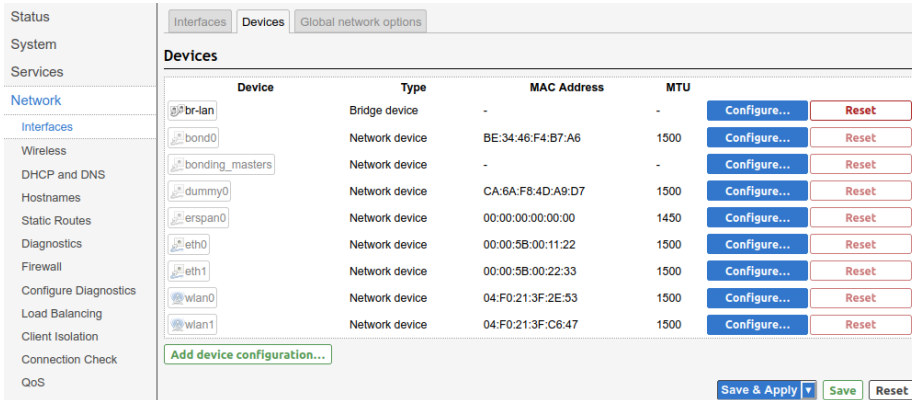 Status
System
Services
Network
Interfaces
Wireless
DHCP and DNS
Hostnames
Static Routes
Diagnostics
Firewall
Configure Diagnostics
Load Balancing
Client Isolation
Connection Check
QoS
Interfaces Devices Global network options
Devices
Device Type MAC Address MTU
br-lan Bridge device - - Configure... Reset
bond0 Network device BE:34:46:F4:B7:A6 1500 Configure... Reset
bonding_masters Network device - - Configure... Reset
dummy0 Network device CA:6A:F8:4D:A9:D7 1500 Configure... Reset
erspan0 Network device 00:00:00:00:00:00 1450 Configure... Reset
eth0 Network device 00:00:5B:00:11:22 1500 Configure... Reset
eth1 Network device 00:00:5B:00:22:33 1500 Configure... Reset
wlan0 Network device 04:F0:21:3F:2E:53 1500 Configure... Reset
wlan1 Network device 04:F0:21:3F:C6:47 1500 Configure... Reset
Add device configuration...
Save & Apply Save Reset